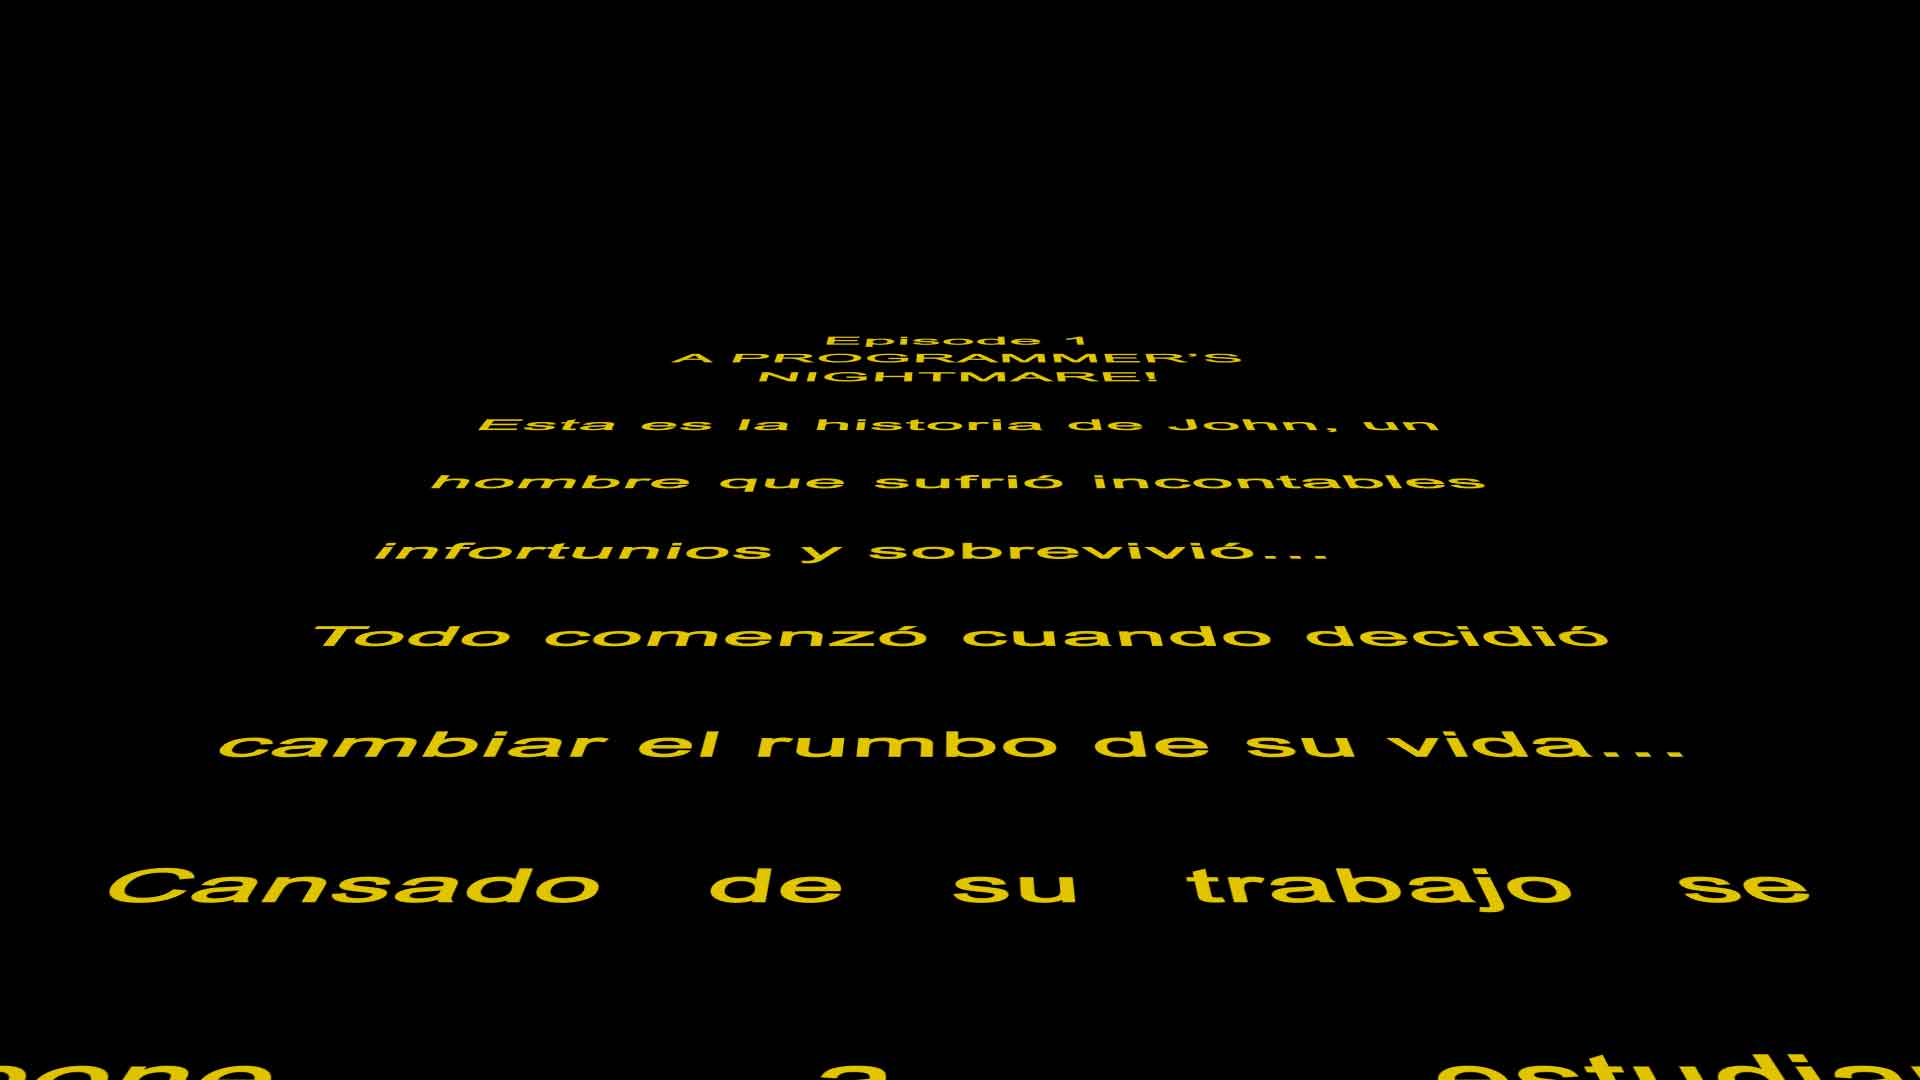 Episode 1
A PROGRAMMER'S
NIGHTMARE!
Esta es la historia de John, un
hombre que sufrió incontables
infortunios y sobrevivió...
Todo comenzó cuando decidió
cambiar el rumbo de su vida...
Cansado de su trabajo se
a